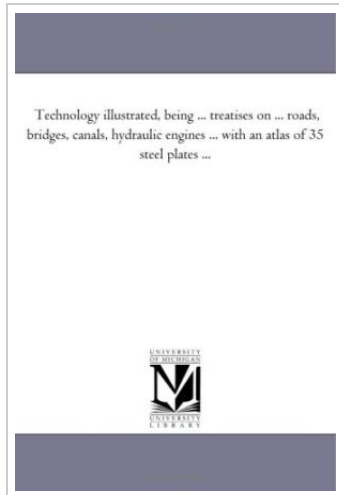 Technology illustrated, being ... treatises on ... roads,
bridges, canals, hydraulic engines ... with an atlas of 35
steel plates ...
UNIVERSITY
OF MICHIGAN
UNIVERSITY
LIBRARY